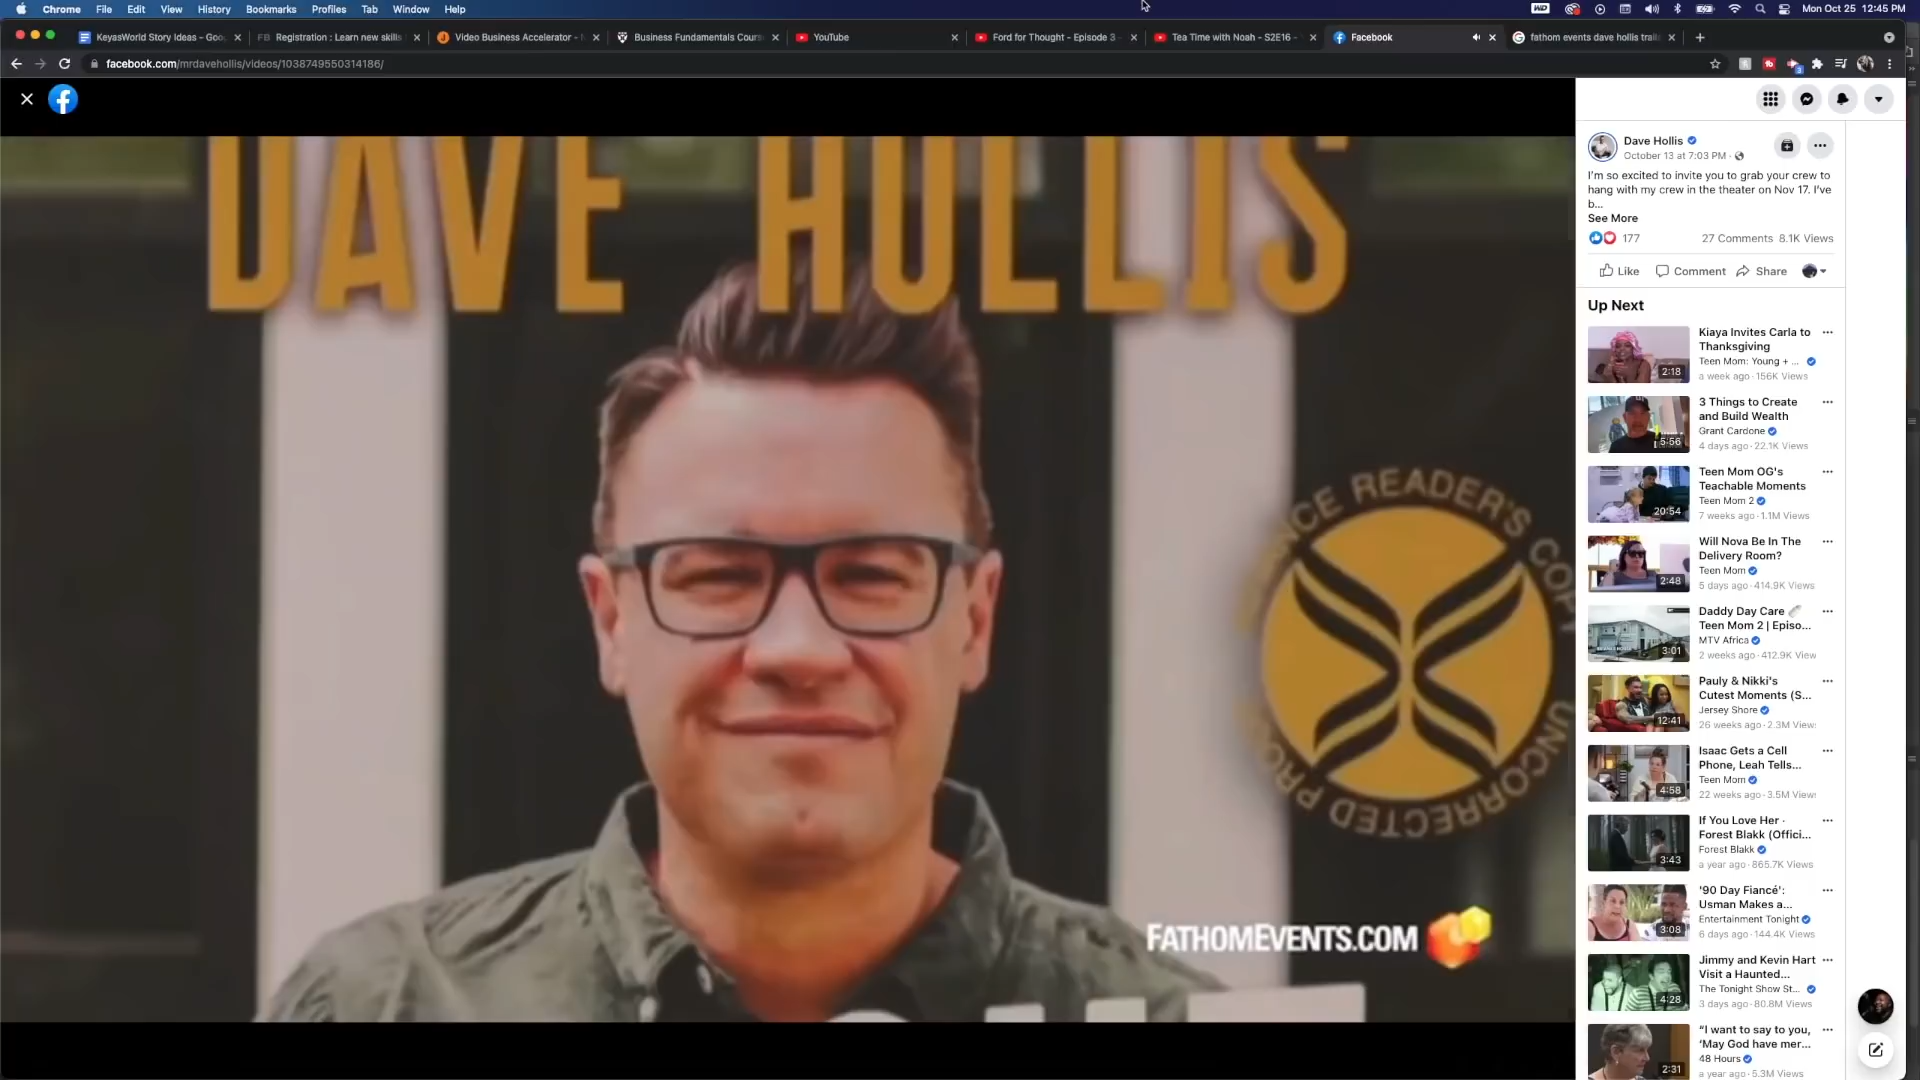 Chrome File Edit View History Bookmarks Profiles Tab Window Help
Mon Oct 25 12:45 PM
KeyasWorld Story Ideas - Goo
Registration : Learn new skills
Video Business Accelerator -
Business Fundamentals Cours
YouTube
Ford for Thought - Episode 3 -
Tea Time with Noah - S2E16 -
Facebook
fathom events dave hollis trail
facebook.com/mrdavehollis/videos/1038749550314186/
DAVE HOLLIS
READER'S
UNCORRECTED
FATHOMEVENTS.COM
Dave Hollis
October 13 at 7:03 PM ·
I'm so excited to invite you to grab your crew to
hang with my crew in the theater on Nov 17. I've
b...
See More
177
27 Comments 8.1K Views
Like Comment Share
Up Next
Kiaya Invites Carla to
Thanksgiving
Teen Mom: Young + ...
a week ago · 156K Views
2:18
3 Things to Create
and Build Wealth
Grant Cardone
4 days ago · 22.1K Views
5:56
Teen Mom OG's
Teachable Moments
Teen Mom 2
7 weeks ago · 1.1M Views
20:54
Will Nova Be In The
Delivery Room?
Teen Mom
5 days ago · 414.9K Views
2:48
Daddy Day Care
Teen Mom 2 | Episo...
MTV Africa
2 weeks ago · 412.9K View
3:01
Pauly & Nikki's
Cutest Moments (S...
Jersey Shore
26 weeks ago · 2.3M Views
12:41
Isaac Gets a Cell
Phone, Leah Tells...
Teen Mom
22 weeks ago · 3.5M Views
4:58
If You Love Her ·
Forest Blakk (Offici...
Forest Blakk
a year ago · 865.7K Views
3:43
'90 Day Fiancé':
Usman Makes a...
Entertainment Tonight
6 days ago · 144.4K Views
3:08
Jimmy and Kevin Hart
Visit a Haunted...
The Tonight Show St...
3 days ago · 80.8M Views
4:28
"I want to say to you,
'May God have mer...
48 Hours
a year ago · 5.3M Views
2:31